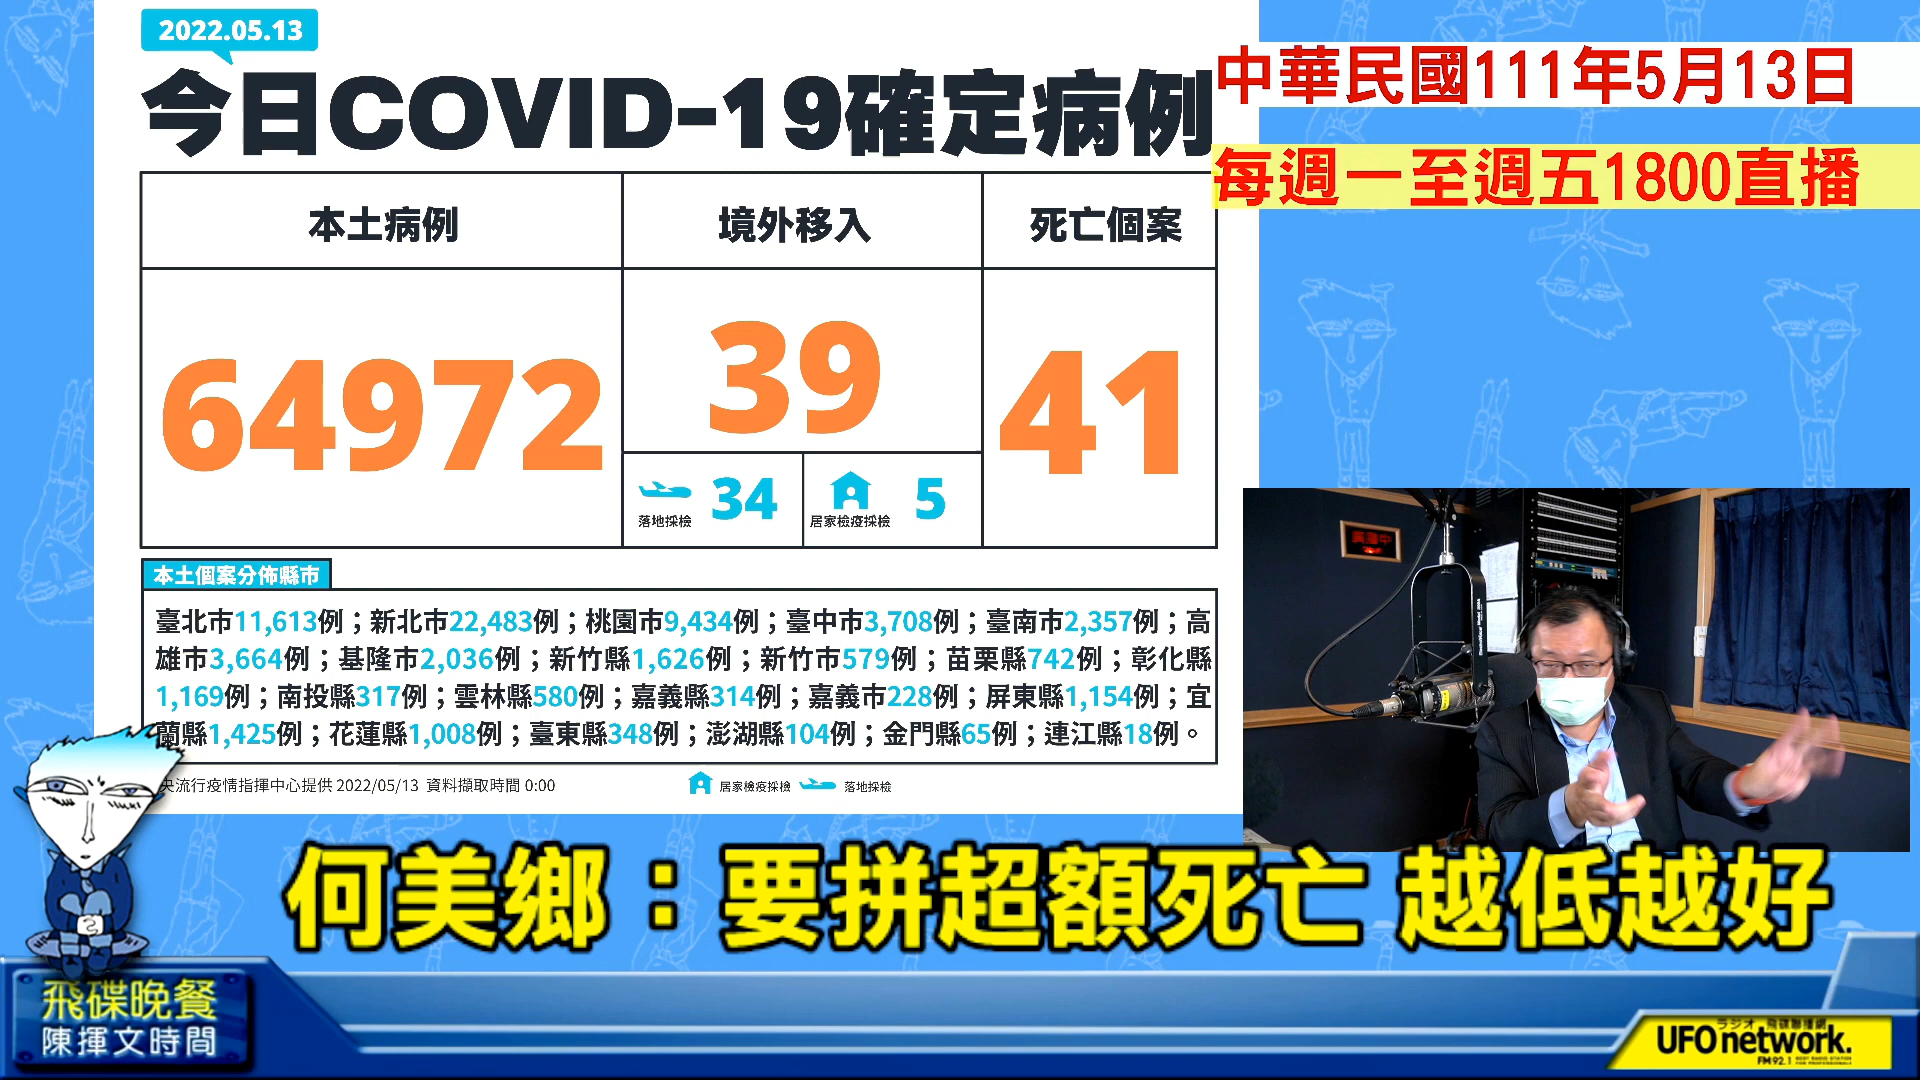 2022.05.13
今日COVID-19確定病例
中華民國111年5月13日
每週一至週五1800直播
本土病例
境外移入
死亡個案
64972
39
41
落地採檢
34
居家檢疫採檢
5
本土個案分佈縣市
臺北市11,613例；新北市22,483例；桃園市9,434例；臺中市3,708例；臺南市2,357例；高
雄市3,664例；基隆市2,036例；新竹縣1,626例；新竹市579例；苗栗縣742例；彰化縣
1,169例；南投縣317例；雲林縣580例；嘉義縣314例；嘉義市228例；屏東縣1,154例；宜
蘭縣1,425例；花蓮縣1,008例；臺東縣348例；澎湖縣104例；金門縣65例；連江縣18例。
央流行疫情指揮中心提供 2022/05/13 資料擷取時間 0:00
居家檢疫採檢
落地採檢
何美鄉：要拼超額死亡 越低越好
飛碟晚餐
陳揮文時間
ラジオ 飛碟聯播網
UFO network.
FM92.1